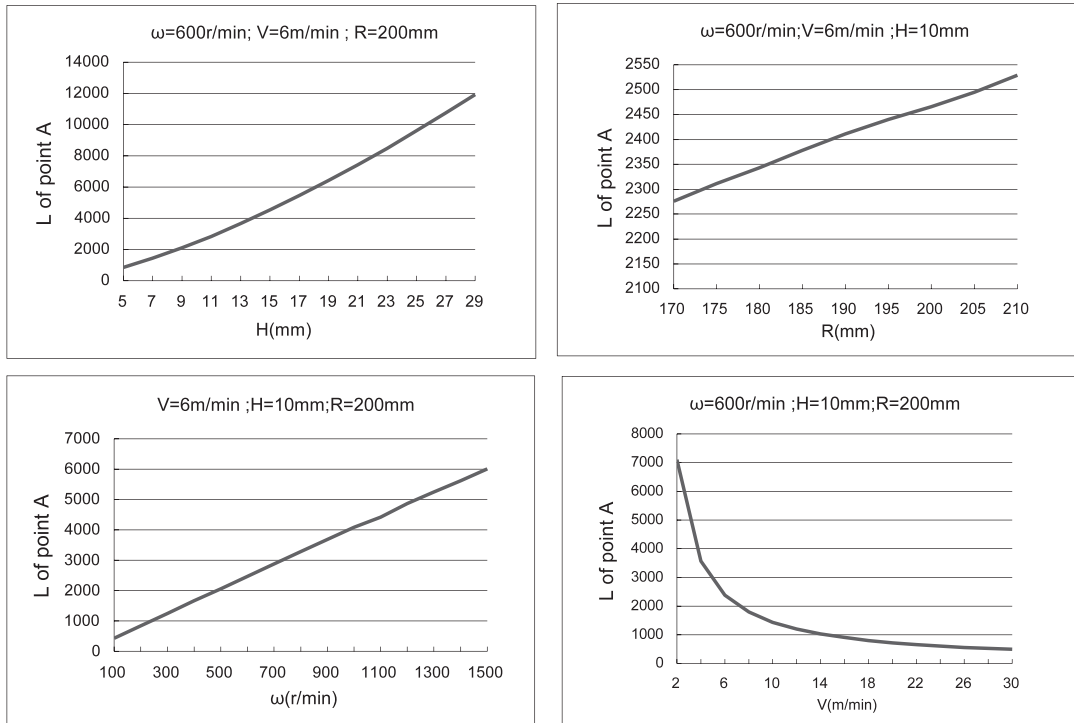 ω=600r/min; V=6m/min ; R=200mm
14000
12000
10000
8000
6000
4000
2000
0
L of point A
5 7 9 11 13 15 17 19 21 23 25 27 29
H(mm)
ω=600r/min;V=6m/min ;H=10mm
2550
2500
2450
2400
2350
2300
2250
2200
2150
2100
L of point A
170 175 180 185 190 195 200 205 210
R(mm)
V=6m/min ;H=10mm;R=200mm
7000
6000
5000
4000
3000
2000
1000
0
L of point A
100 300 500 700 900 1100 1300 1500
ω(r/min)
ω=600r/min ;H=10mm;R=200mm
8000
7000
6000
5000
4000
3000
2000
1000
0
L of point A
2 6 10 14 18 22 26 30
V(m/min)